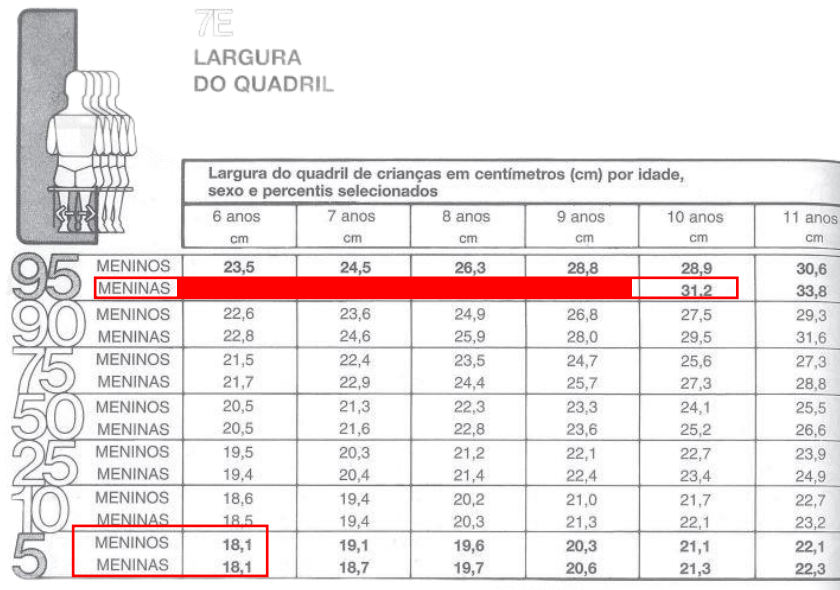 7E
LARGURA
DO QUADRIL
Largura do quadril de crianças em centímetros (cm) por idade,
sexo e percentis selecionados
6 anos 7 anos 8 anos 9 anos 10 anos 11 anos
cm cm cm cm cm cm
95 MENINOS 23,5 24,5 26,3 28,8 28,9 30,6
MENINAS 31,2 33,8
90 MENINOS 22,6 23,6 24,9 26,8 27,5 29,3
MENINAS 22,8 24,6 25,9 28,0 29,5 31,6
75 MENINOS 21,5 22,4 23,5 24,7 25,6 27,3
MENINAS 21,7 22,9 24,4 25,7 27,3 28,8
50 MENINOS 20,5 21,3 22,3 23,3 24,1 25,5
MENINAS 20,5 21,6 22,8 23,6 25,2 26,6
25 MENINOS 19,5 20,3 21,2 22,1 22,7 23,9
MENINAS 19,4 20,4 21,4 22,4 23,4 24,9
10 MENINOS 18,6 19,4 20,2 21,0 21,7 22,7
MENINAS 18,5 19,4 20,3 21,3 22,1 23,2
5 MENINOS 18,1 19,1 19,6 20,3 21,1 22,1
MENINAS 18,1 18,7 19,7 20,6 21,3 22,3